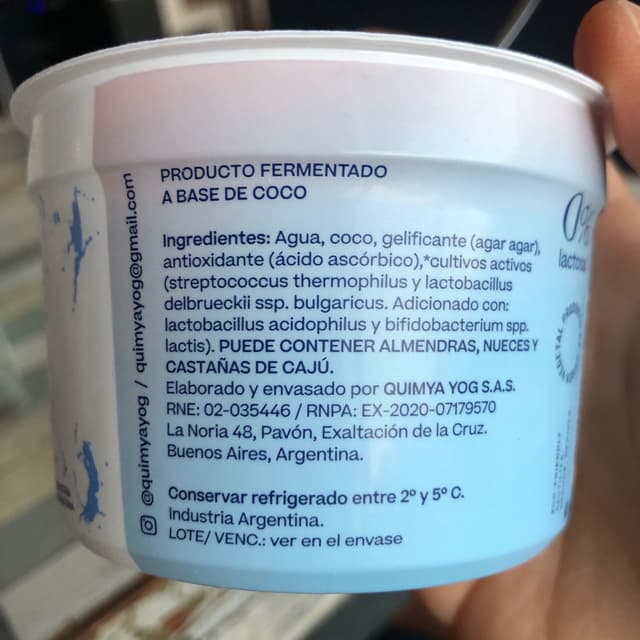 PRODUCTO FERMENTADO
A BASE DE COCO
Ingredientes: Agua, coco, gelificante (agar agar),
antioxidante (ácido ascórbico),*cultivos activos
(streptococcus thermophilus y lactobacillus
delbrueckii ssp. bulgaricus. Adicionado con:
lactobacillus acidophilus y bifidobacterium spp.
lactis). PUEDE CONTENER ALMENDRAS, NUECES Y
CASTAÑAS DE CAJÚ.
Elaborado y envasado por QUIMYA YOG S.A.S.
RNE: 02-035446 / RNPA: EX-2020-07179570
La Noria 48, Pavón, Exaltación de la Cruz.
Buenos Aires, Argentina.
Conservar refrigerado entre 2º y 5º C.
Industria Argentina.
LOTE/ VENC.: ver en el envase
@quimyayog / quimyayog@gmail.com
0%
lactosa